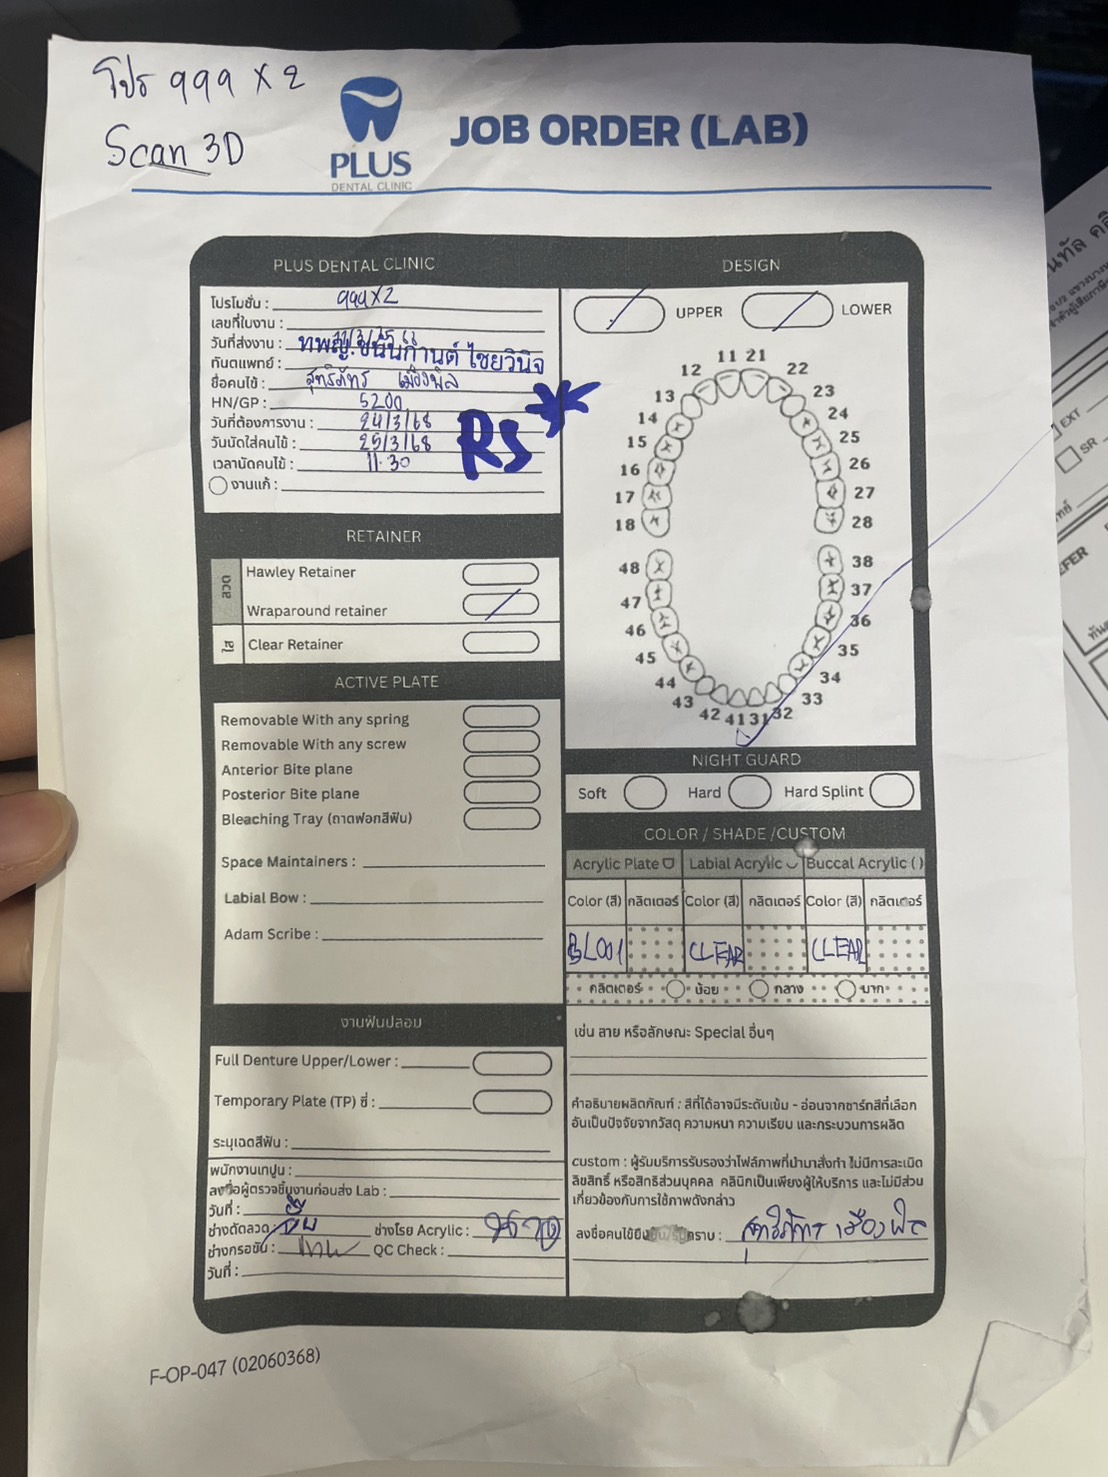 โปร 999 X 2
Scan 3D
PLUS
DENTAL CLINIC
JOB ORDER (LAB)
PLUS DENTAL CLINIC
โปรโมชั่น : 999X2
เลขที่ใบงาน :
วันที่ส่งงาน :
ทันตแพทย์ : ทพญ.ชนันกานต์ ไชยวินิจ
ชื่อคนไข้ : สุทธิภัทร เมืองพิล
HN/GP : 5200
วันที่ต้องการงาน : 24/3/68
วันนัดใส่คนไข้ : 25/3/68
เวลานัดคนไข้ : 11.30
งานแก้ :
Rs
RETAINER
ลวด
Hawley Retainer
Wraparound retainer
ใส
Clear Retainer
ACTIVE PLATE
Removable With any spring
Removable With any screw
Anterior Bite plane
Posterior Bite plane
Bleaching Tray (ถาดฟอกสีฟัน)
Space Maintainers :
Labial Bow :
Adam Scribe :
งานฟันปลอม
Full Denture Upper/Lower :
Temporary Plate (TP) ซี่ :
ระบุเฉดสีฟัน :
พนักงานเทปูน :
ลงชื่อผู้ตรวจชิ้นงานก่อนส่ง Lab :
วันที่ :
ช่างดัดลวด : ช่างโรย Acrylic :
ช่างกรอขัน : QC Check :
วันที่ :
DESIGN
UPPER LOWER
11 21
12 22
13 23
14 24
15 25
16 26
17 27
18 28
48 38
47 37
46 36
45 35
44 34
43 33
42 41 31 32
NIGHT GUARD
Soft Hard Hard Splint
COLOR / SHADE /CUSTOM
Acrylic Plate Labial Acrylic Buccal Acrylic ( )
Color (สี) กลิตเตอร์ Color (สี) กลิตเตอร์ Color (สี) กลิตเตอร์
BL001 CLEAR CLEAR
กลิตเตอร์ น้อย กลาง มาก
เช่น ลาย หรือลักษณะ Special อื่นๆ
คำอธิบายผลิตภัณฑ์ : สีที่ได้อาจมีระดับเข้ม - อ่อนจากชาร์ทสีที่เลือก
อันเป็นปัจจัยจากวัสดุ ความหนา ความเรียบ และกระบวนการผลิต
custom : ผู้รับบริการรับรองว่าไฟล์ภาพที่นำมาสั่งทำ ไม่มีการละเมิด
ลิขสิทธิ์ หรือสิทธิส่วนบุคคล คลินิกเป็นเพียงผู้ให้บริการ และไม่มีส่วน
เกี่ยวข้องกับการใช้ภาพดังกล่าว
ลงชื่อคนไข้ยืนยัน/รับทราบ : สุทธิภัทร เมืองพิล
F-OP-047 (02060368)
EXT
SR